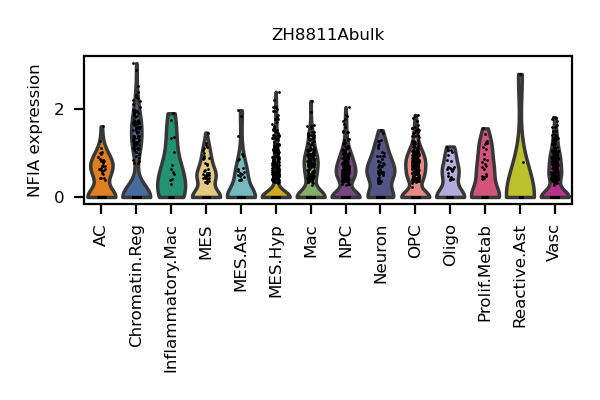 ZH8811Abulk
NFIA expression
2
0
AC
Chromatin.Reg
Inflammatory.Mac
MES
MES.Ast
MES.Hyp
Mac
NPC
Neuron
OPC
Oligo
Prolif.Metab
Reactive.Ast
Vasc